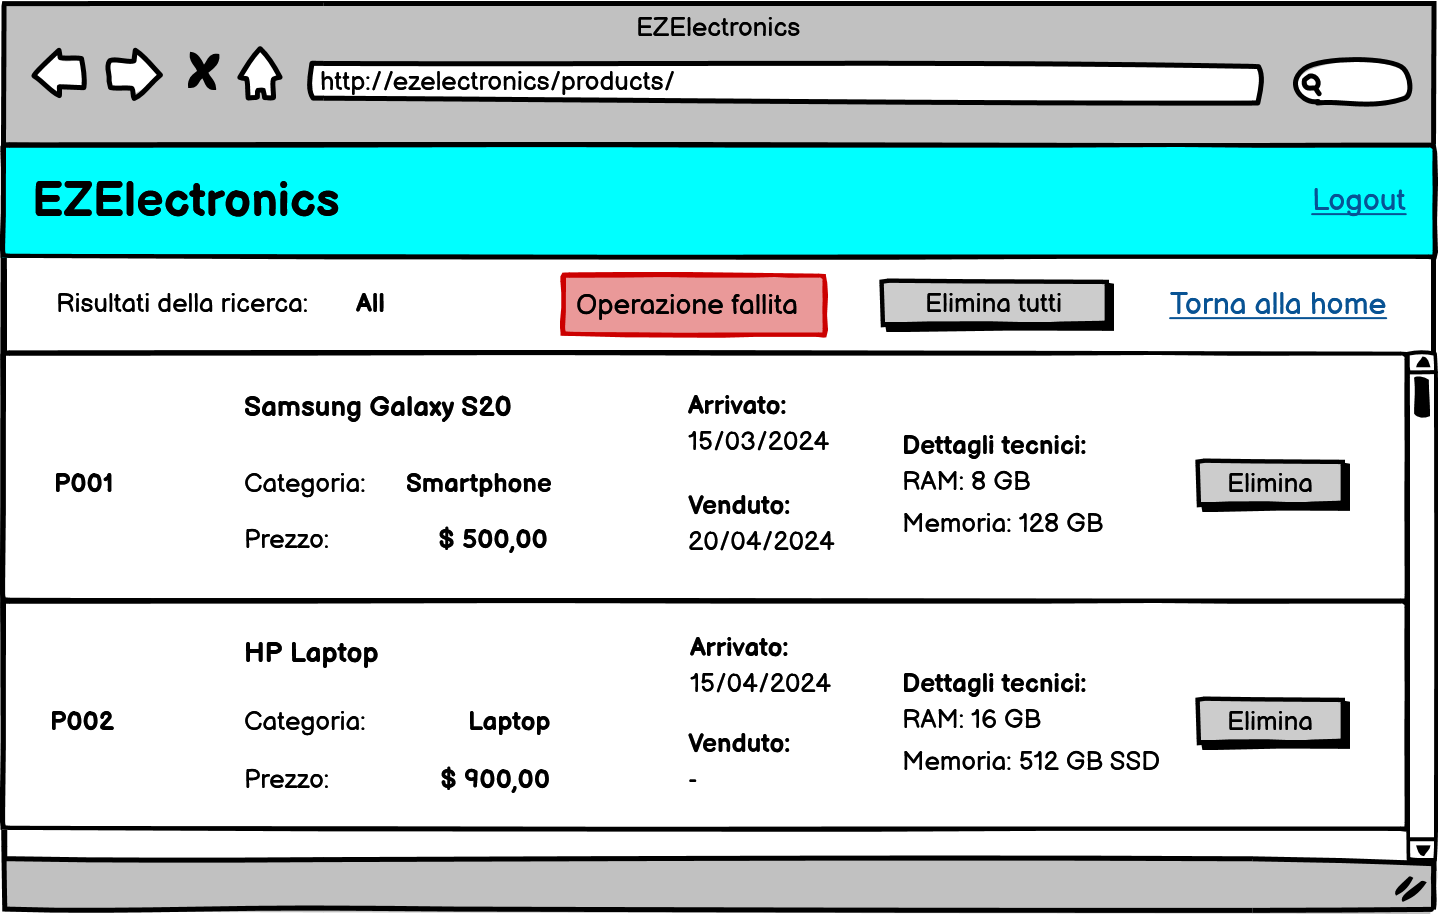 EZElectronics
http://ezelectronics/products/
EZElectronics
Logout
Risultati della ricerca: All
Operazione fallita
Elimina tutti
Torna alla home
P001
Samsung Galaxy S20
Categoria: Smartphone
Prezzo: $ 500,00
Arrivato:
15/03/2024
Venduto:
20/04/2024
Dettagli tecnici:
RAM: 8 GB
Memoria: 128 GB
Elimina
P002
HP Laptop
Categoria: Laptop
Prezzo: $ 900,00
Arrivato:
15/04/2024
Venduto:
-
Dettagli tecnici:
RAM: 16 GB
Memoria: 512 GB SSD
Elimina